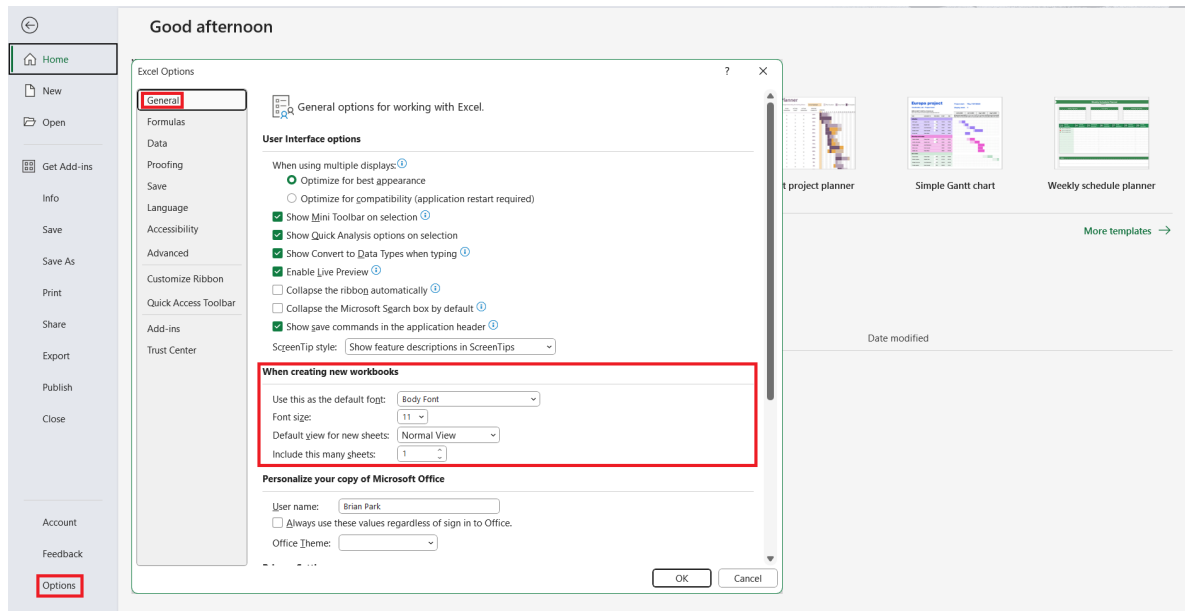 Good afternoon
Home
New
Open
Get Add-ins
Info
Save
Save As
Print
Share
Export
Publish
Close
Account
Feedback
Options
Excel Options
?
General
Formulas
Data
Proofing
Save
Language
Accessibility
Advanced
Customize Ribbon
Quick Access Toolbar
Add-ins
Trust Center
General options for working with Excel.
User Interface options
When using multiple displays:
Optimize for best appearance
Optimize for compatibility (application restart required)
Show Mini Toolbar on selection
Show Quick Analysis options on selection
Show Convert to Data Types when typing
Enable Live Preview
Collapse the ribbon automatically
Collapse the Microsoft Search box by default
Show save commands in the application header
ScreenTip style: Show feature descriptions in ScreenTips
When creating new workbooks
Use this as the default font: Body Font
Font size: 11
Default view for new sheets: Normal View
Include this many sheets: 1
Personalize your copy of Microsoft Office
User name: Brian Park
Always use these values regardless of sign in to Office.
Office Theme:
OK Cancel
t project planner
Simple Gantt chart
Weekly schedule planner
More templates
Date modified
Europa project